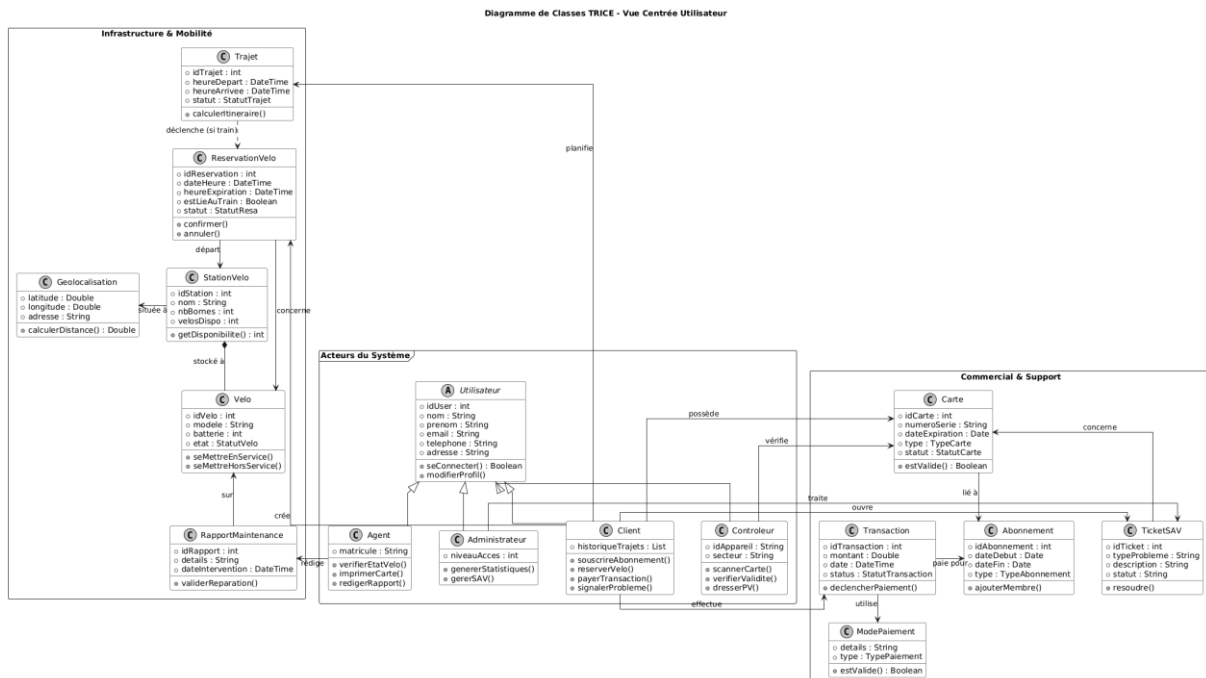 Diagramme de Classes TRICE - Vue Centrée Utilisateur
Infrastructure & Mobilité
C Trajet
idTrajet : int
heureDepart : DateTime
heureArrivee : DateTime
statut : StatutTrajet
calculerItineraire()
déclenche (si train)
planifie
C ReservationVelo
idReservation : int
dateHeure : DateTime
heureExpiration : DateTime
estLieAuTrain : Boolean
statut : StatutResa
confirmer()
annuler()
départ
C Geolocalisation
latitude : Double
longitude : Double
adresse : String
calculerDistance() : Double
située à
C StationVelo
idStation : int
nom : String
nbBornes : int
velosDispo : int
getDisponibilite() : int
concerne
stocké à
C Velo
idVelo : int
modele : String
batterie : int
etat : StatutVelo
seMettreEnService()
seMettreHorsService()
sur
crée
C RapportMaintenance
idRapport : int
details : String
dateIntervention : DateTime
validerReparation()
rédige
Acteurs du Système
A Utilisateur
idUser : int
nom : String
prenom : String
email : String
telephone : String
adresse : String
seConnecter() : Boolean
modifierProfil()
C Agent
matricule : String
verifierEtatVelo()
imprimerCarte()
redigerRapport()
C Administrateur
niveauAcces : int
genererStatistiques()
gererSAV()
C Client
historiqueTrajets : List
souscrireAbonnement()
reserverVelo()
payerTransaction()
signalerProbleme()
C Controleur
idAppareil : String
secteur : String
scannerCarte()
verifierValidite()
dresserPV()
possède
vérifie
traite
ouvre
effectue
Commercial & Support
C Carte
idCarte : int
numeroSerie : String
dateExpiration : Date
type : TypeCarte
statut : StatutCarte
estValide() : Boolean
concerne
lié à
C Transaction
idTransaction : int
montant : Double
date : DateTime
status : StatutTransaction
declencherPaiement()
paie pour
C Abonnement
idAbonnement : int
dateDebut : Date
dateFin : Date
type : TypeAbonnement
ajouterMembre()
C TicketSAV
idTicket : int
typeProbleme : String
description : String
statut : String
resoudre()
utilise
C ModePaiement
details : String
type : TypePaiement
estValide() : Boolean